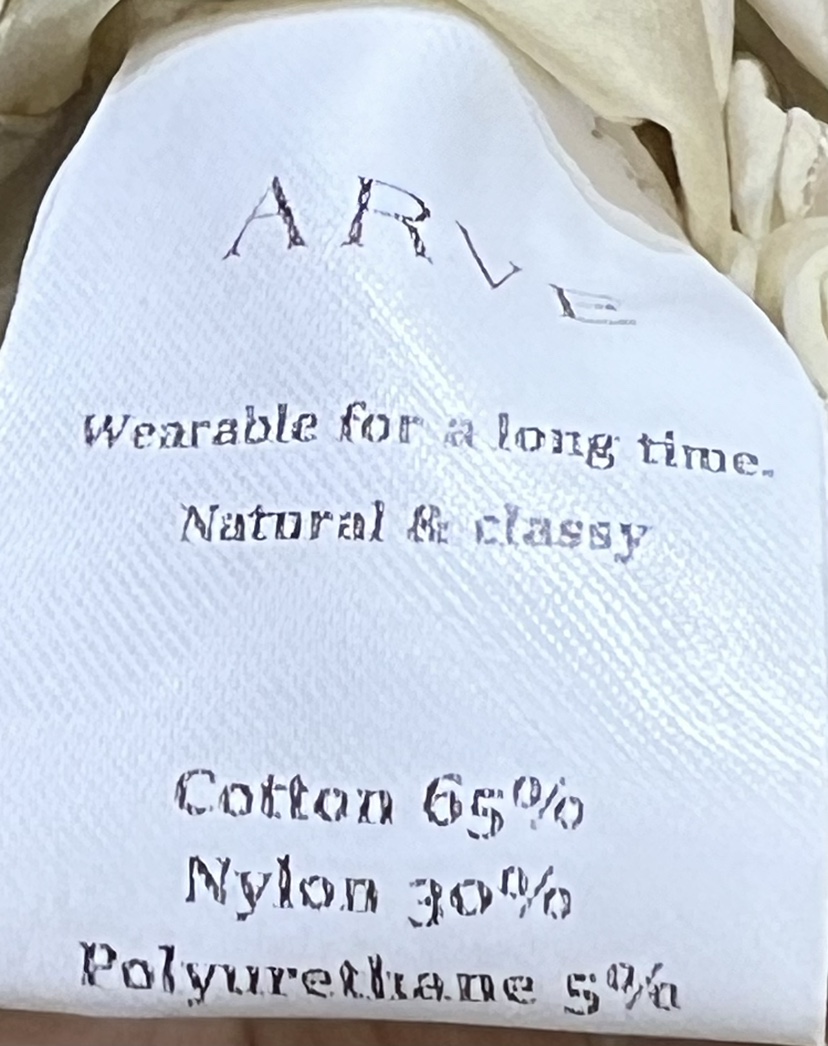 ARVE
Wearable for a long time.
Natural & classy
Cotton 65%
Nylon 30%
Polyurethane 5%